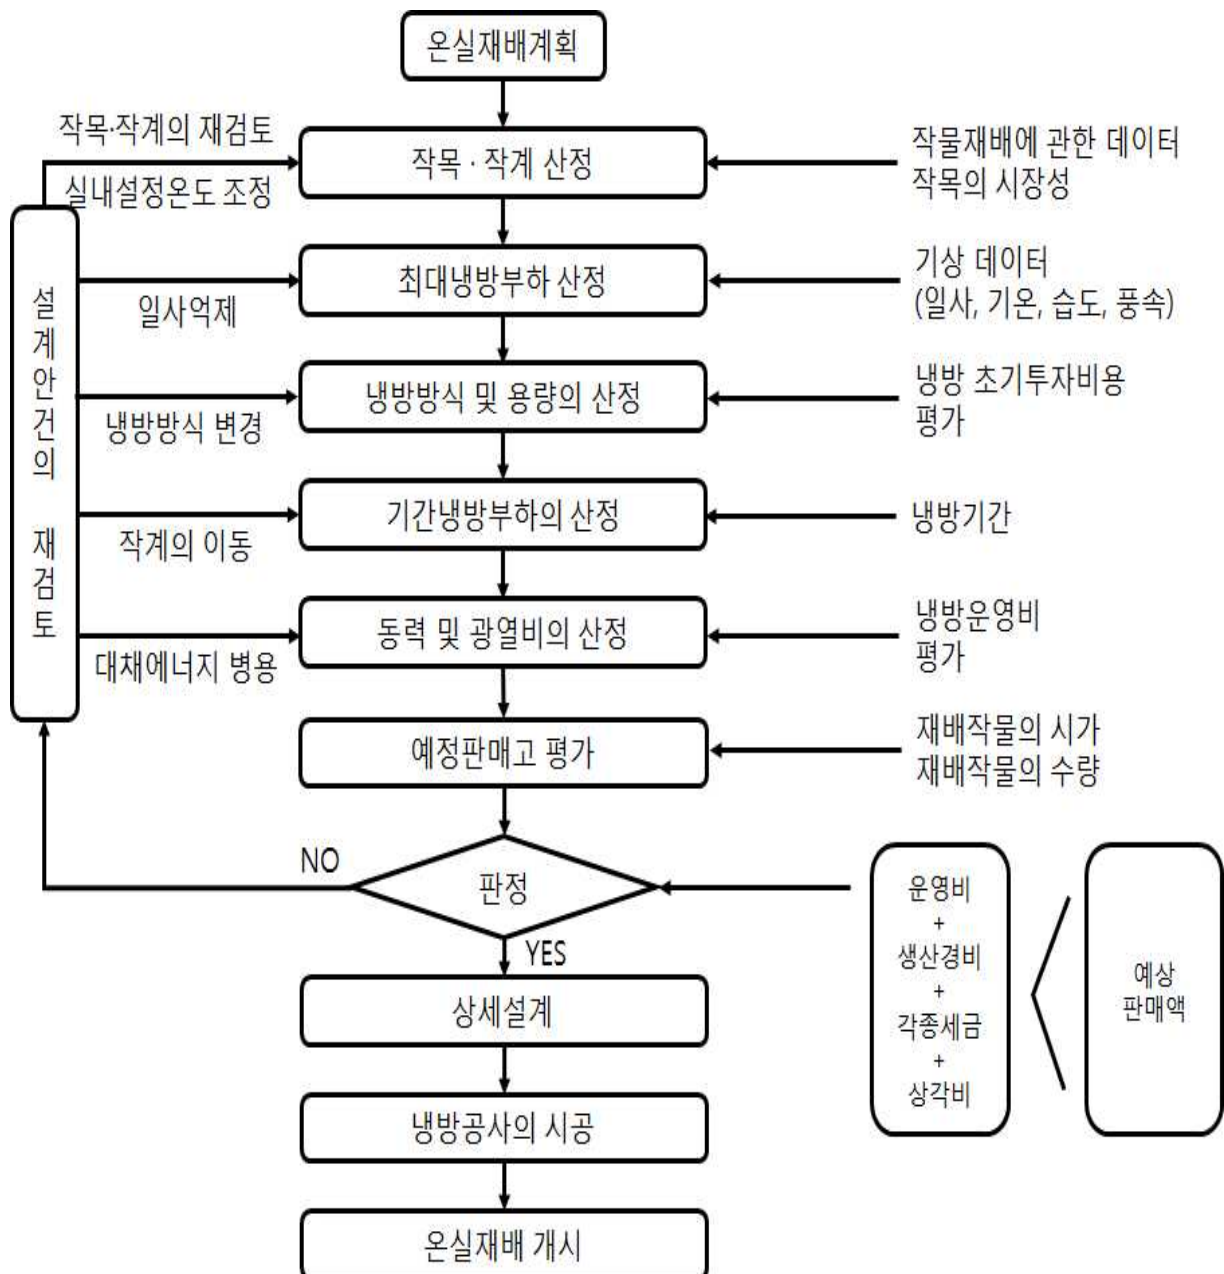 온실재배계획
작목·작계의 재검토
실내설정온도 조정
작목 · 작계 산정
작물재배에 관한 데이터
작목의 시장성
설계안건의 재검토
일사억제
최대냉방부하 산정
기상 데이터
(일사, 기온, 습도, 풍속)
냉방방식 변경
냉방방식 및 용량의 산정
냉방 초기투자비용
평가
작계의 이동
기간냉방부하의 산정
냉방기간
대채에너지 병용
동력 및 광열비의 산정
냉방운영비
평가
예정판매고 평가
재배작물의 시가
재배작물의 수량
NO
판정
YES
운영비
+
생산경비
+
각종세금
+
상각비
예상
판매액
상세설계
냉방공사의 시공
온실재배 개시